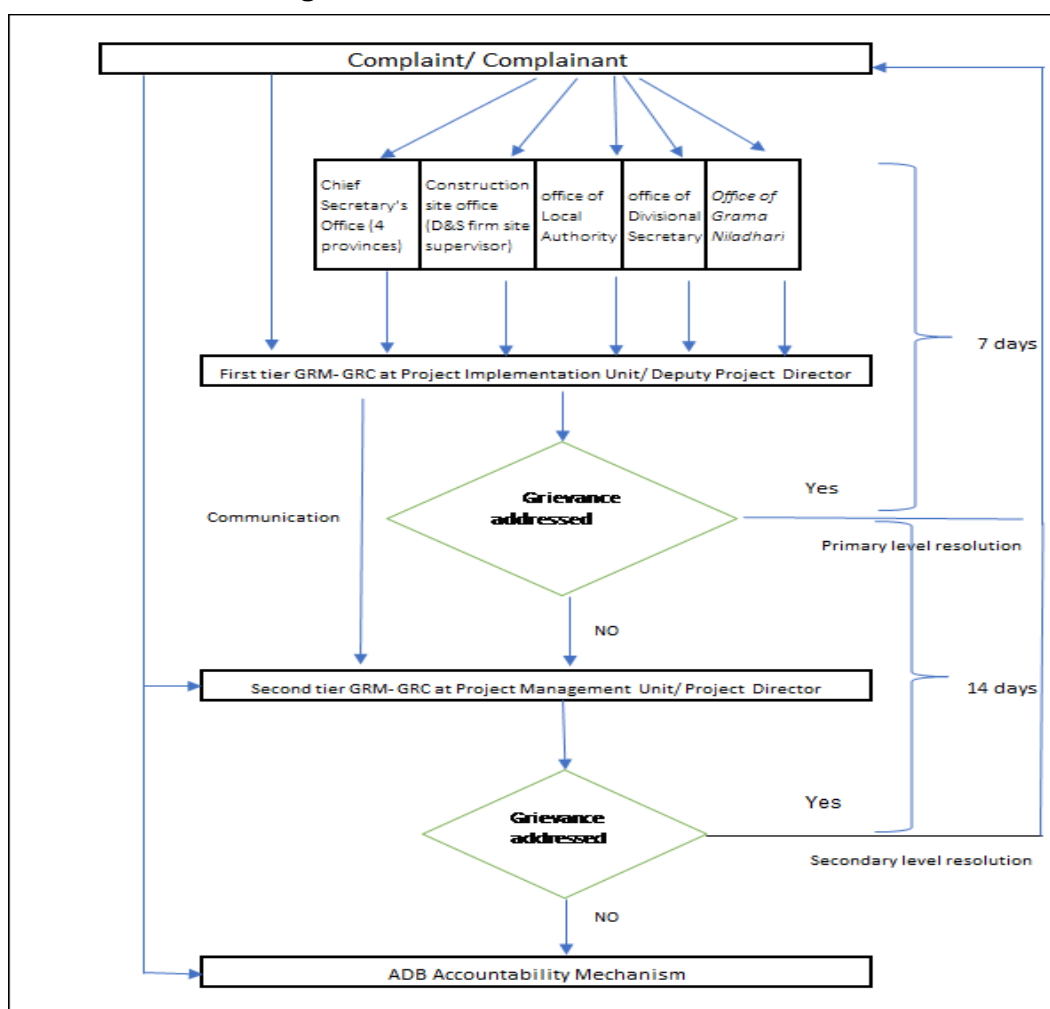 Complaint/ Complainant
Chief
Secretary's
Office (4
provinces)
Construction
site office
(D&S firm site
supervisor)
office of
Local
Authority
office of
Divisional
Secretary
Office of
Grama
Niladhari
7 days
First tier GRM- GRC at Project Implementation Unit/ Deputy Project Director
Grievance
addressed
Yes
Communication
Primary level resolution
NO
Second tier GRM- GRC at Project Management Unit/ Project Director
14 days
Grievance
addressed
Yes
Secondary level resolution
NO
ADB Accountability Mechanism